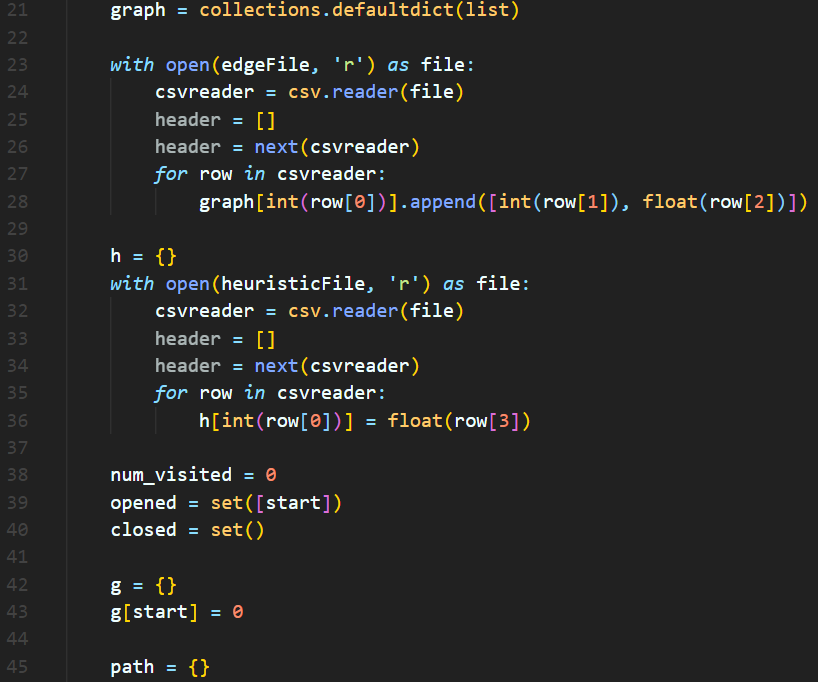 21 graph = collections.defaultdict(list)
22
23 with open(edgeFile, 'r') as file:
24 csvreader = csv.reader(file)
25 header = []
26 header = next(csvreader)
27 for row in csvreader:
28 graph[int(row[0])].append([int(row[1]), float(row[2])])
29
30 h = {}
31 with open(heuristicFile, 'r') as file:
32 csvreader = csv.reader(file)
33 header = []
34 header = next(csvreader)
35 for row in csvreader:
36 h[int(row[0])] = float(row[3])
37
38 num_visited = 0
39 opened = set([start])
40 closed = set()
41
42 g = {}
43 g[start] = 0
44
45 path = {}